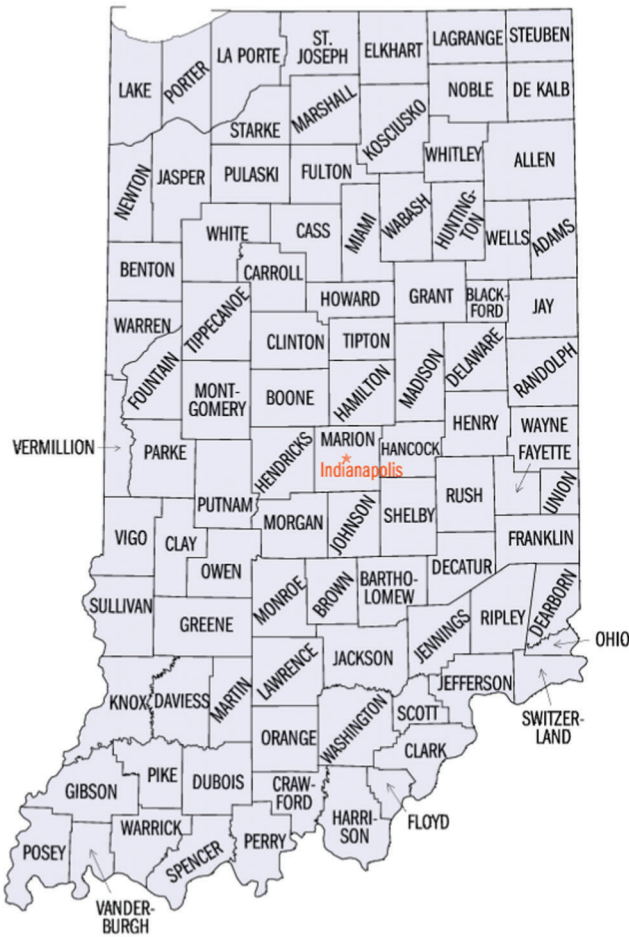 ST.
JOSEPH
LAGRANGE
STEUBEN
LA PORTE
ELKHART
LAKE
PORTER
NOBLE
DE KALB
MARSHALL
STARKE
KOSCIUSKO
WHITLEY
ALLEN
NEWTON
JASPER
PULASKI
FULTON
MIAMI
WABASH
HUNTING-
TON
WHITE
CASS
WELLS
ADAMS
BENTON
CARROLL
HOWARD
GRANT
BLACK-
FORD
JAY
WARREN
TIPPECANOE
CLINTON
TIPTON
FOUNTAIN
MADISON
DELAWARE
RANDOLPH
MONT-
GOMERY
BOONE
HAMILTON
HENRY
WAYNE
VERMILLION
PARKE
HENDRICKS
MARION
HANCOCK
FAYETTE
Indianapolis
PUTNAM
RUSH
UNION
MORGAN
JOHNSON
SHELBY
VIGO
CLAY
FRANKLIN
OWEN
MONROE
BROWN
BARTHO-
LOMEW
DECATUR
SULLIVAN
GREENE
JENNINGS
RIPLEY
DEARBORN
OHIO
LAWRENCE
JACKSON
KNOX
DAVIESS
MARTIN
JEFFERSON
SWITZER-
LAND
ORANGE
WASHINGTON
SCOTT
CLARK
GIBSON
PIKE
DUBOIS
CRAW-
FORD
HARRI-
SON
FLOYD
POSEY
WARRICK
SPENCER
PERRY
VANDER-
BURGH